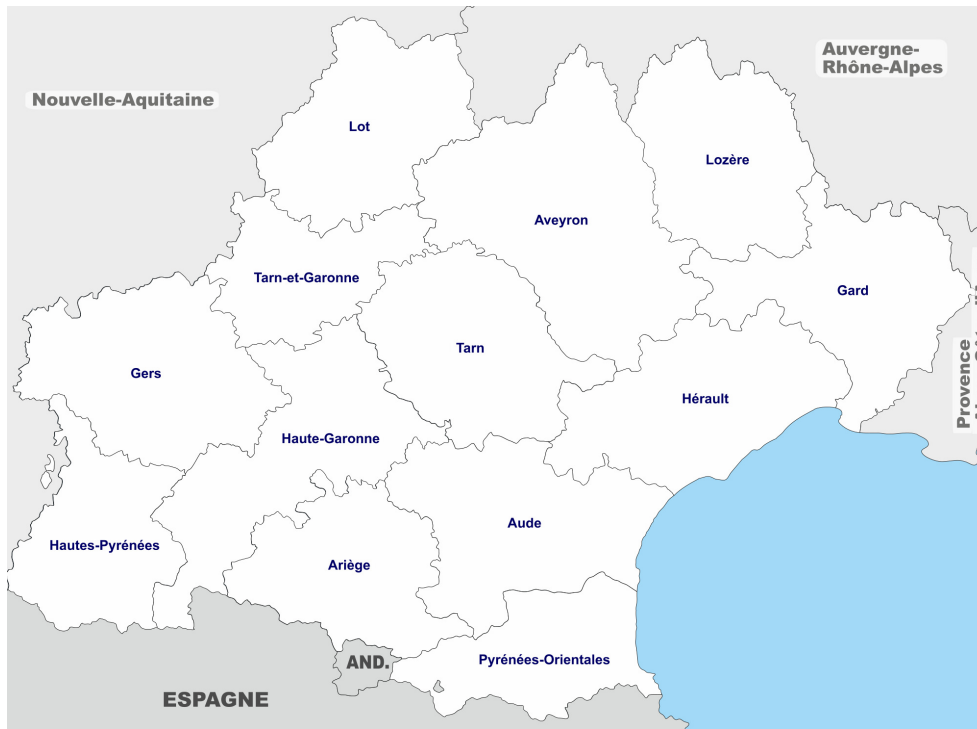 Auvergne-
Rhône-Alpes
Nouvelle-Aquitaine
Lot
Lozère
Aveyron
Tarn-et-Garonne
Gard
Tarn
Gers
Provence
Hérault
Haute-Garonne
Aude
Hautes-Pyrénées
Ariège
AND.
Pyrénées-Orientales
ESPAGNE